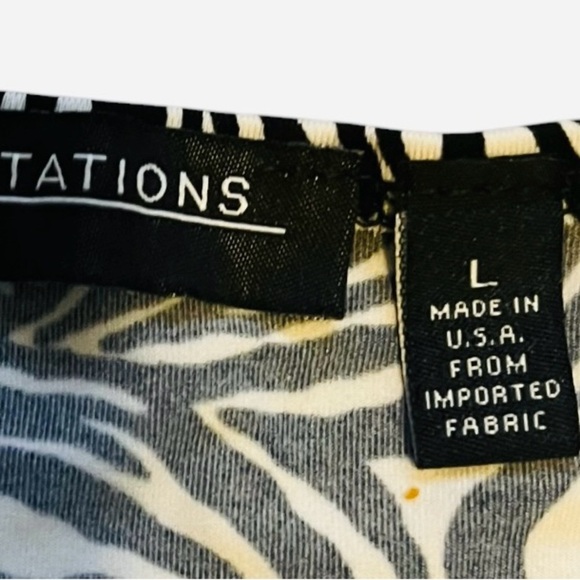 TATIONS
L
MADE IN
U.S.A.
FROM
IMPORTED
FABRIC